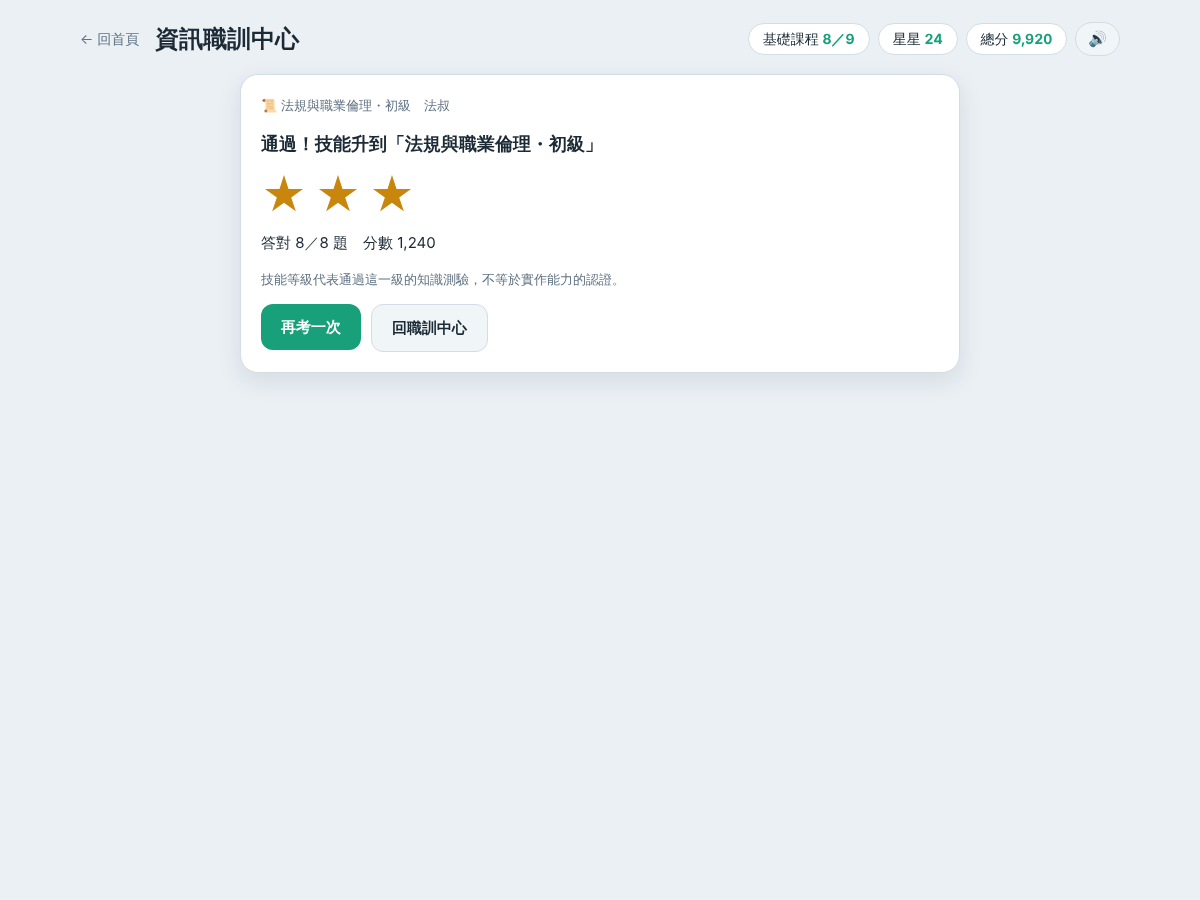 ← 回首頁 資訊職訓中心 基礎課程 8／9 星星 24 總分 9,920
法規與職業倫理・初級 法叔
通過！技能升到「法規與職業倫理・初級」
★ ★ ★
答對 8／8 題 分數 1,240
技能等級代表通過這一級的知識測驗，不等於實作能力的認證。
再考一次 回職訓中心